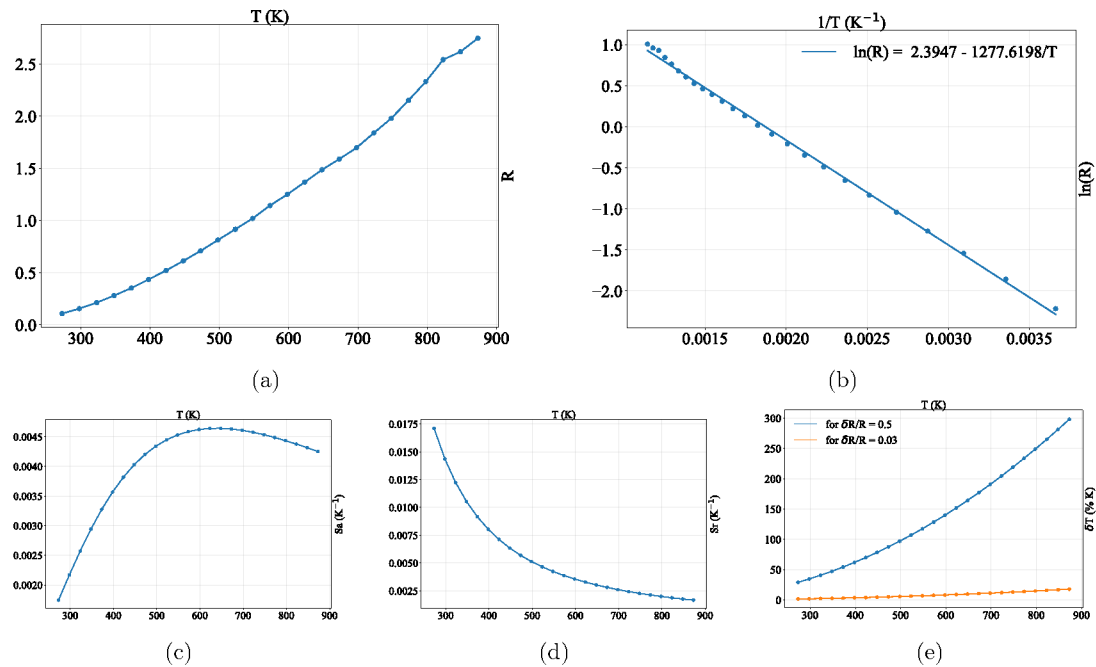 T (K)
2.5
2.0
1.5
1.0
0.5
0.0
300 400 500 600 700 800 900
R
(a)
1/T (K⁻¹)
ln(R) = 2.3947 - 1277.6198/T
1.0
0.5
0.0
−0.5
−1.0
−1.5
−2.0
0.0015 0.0020 0.0025 0.0030 0.0035
ln(R)
(b)
T (K)
0.0045
0.0040
0.0035
0.0030
0.0025
0.0020
300 400 500 600 700 800 900
Sa (K⁻¹)
(c)
T (K)
0.0175
0.0150
0.0125
0.0100
0.0075
0.0050
0.0025
300 400 500 600 700 800 900
Sr (K⁻¹)
(d)
T (K)
for δR/R = 0.5
for δR/R = 0.03
300
250
200
150
100
50
0
300 400 500 600 700 800 900
δT (% K)
(e)